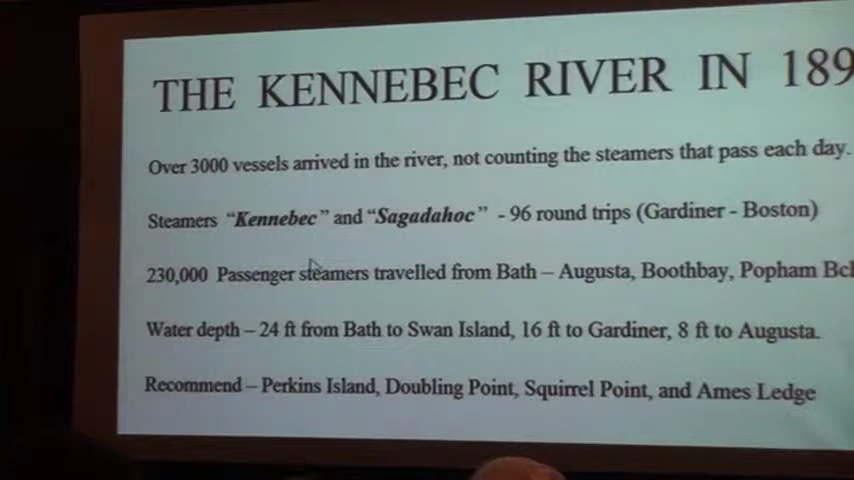 THE KENNEBEC RIVER IN 189
Over 3000 vessels arrived in the river, not counting the steamers that pass each day.
Steamers "Kennebec" and "Sagadahoc" - 96 round trips (Gardiner - Boston)
230,000 Passenger steamers travelled from Bath – Augusta, Boothbay, Popham Bch
Water depth – 24 ft from Bath to Swan Island, 16 ft to Gardiner, 8 ft to Augusta.
Recommend – Perkins Island, Doubling Point, Squirrel Point, and Ames Ledge